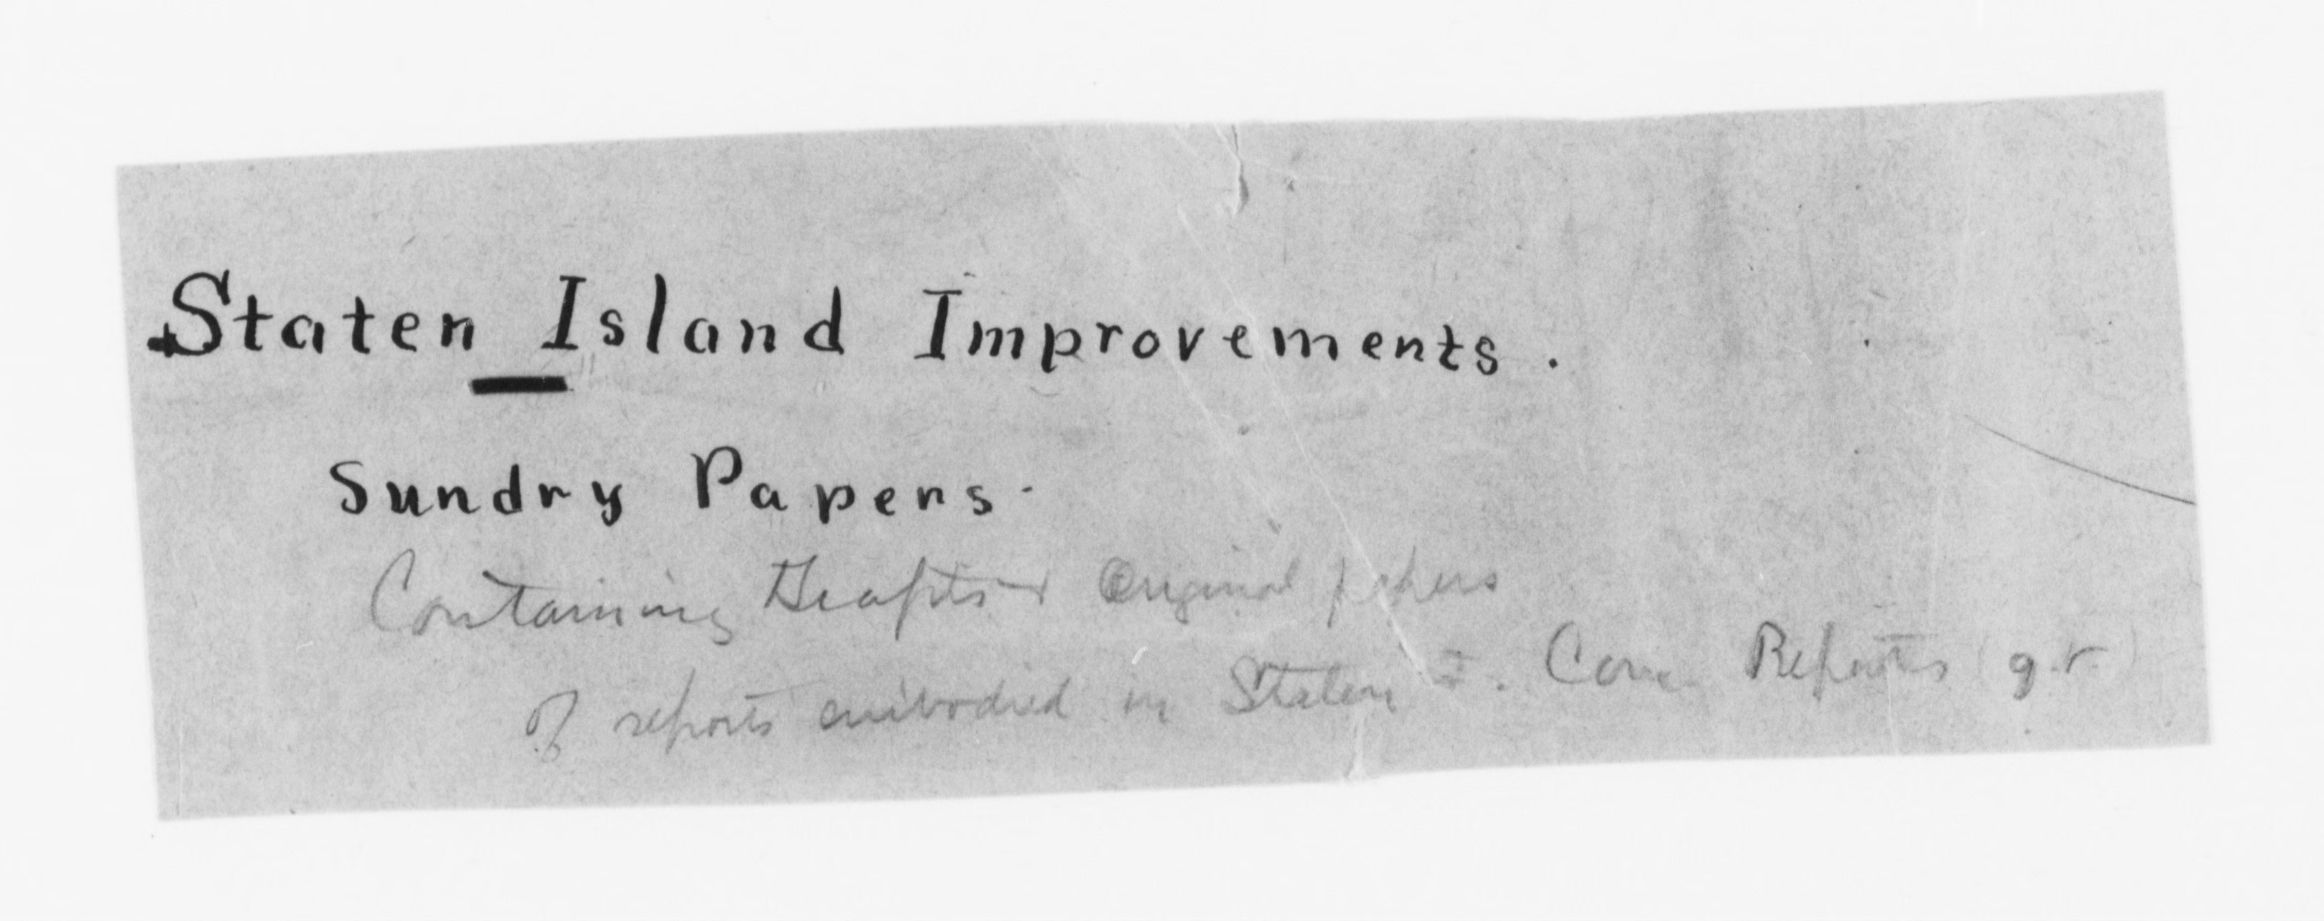 Staten Island Improvements.
Sundry Papers.
Containing Drafts & Original papers
of reports embodied in Staten I. Com. Reports (q.v.)